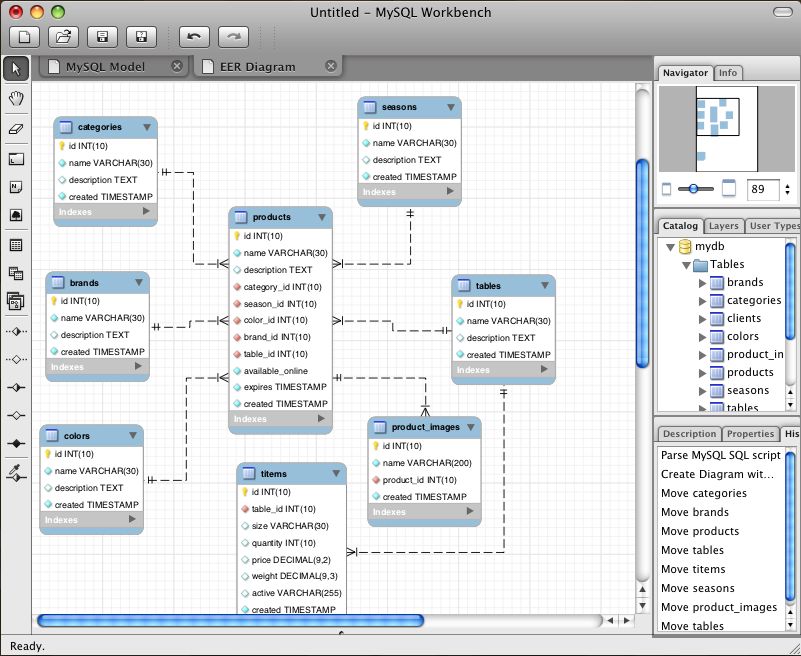 Untitled – MySQL Workbench
MySQL Model
EER Diagram
categories
id INT(10)
name VARCHAR(30)
description TEXT
created TIMESTAMP
Indexes
seasons
id INT(10)
name VARCHAR(30)
description TEXT
created TIMESTAMP
Indexes
products
id INT(10)
name VARCHAR(30)
description TEXT
category_id INT(10)
season_id INT(10)
color_id INT(10)
brand_id INT(10)
table_id INT(10)
available_online
expires TIMESTAMP
created TIMESTAMP
Indexes
brands
id INT(10)
name VARCHAR(30)
description TEXT
created TIMESTAMP
Indexes
tables
id INT(10)
name VARCHAR(30)
description TEXT
created TIMESTAMP
Indexes
colors
id INT(10)
name VARCHAR(30)
description TEXT
created TIMESTAMP
Indexes
product_images
id INT(10)
name VARCHAR(200)
product_id INT(10)
created TIMESTAMP
Indexes
titems
id INT(10)
table_id INT(10)
size VARCHAR(30)
quantity INT(10)
price DECIMAL(9,2)
weight DECIMAL(9,3)
active VARCHAR(255)
created TIMESTAMP
Navigator
Info
89
Catalog
Layers
User Types
mydb
Tables
brands
categories
clients
colors
product_in
products
seasons
tables
Description
Properties
His
Parse MySQL SQL script
Create Diagram wit...
Move categories
Move brands
Move products
Move tables
Move titems
Move seasons
Move product_images
Move tables
Ready.